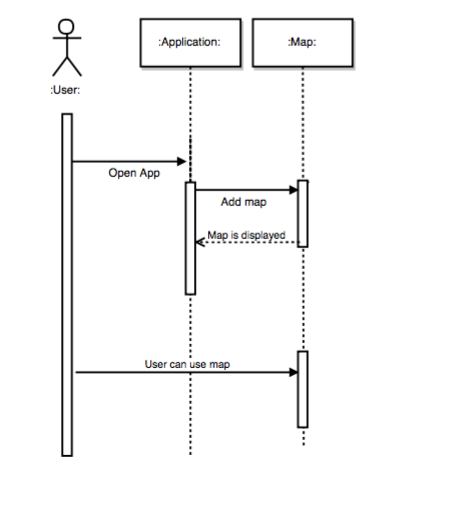 :Application:
:Map:
:User:
Open App
Add map
Map is displayed
User can use map